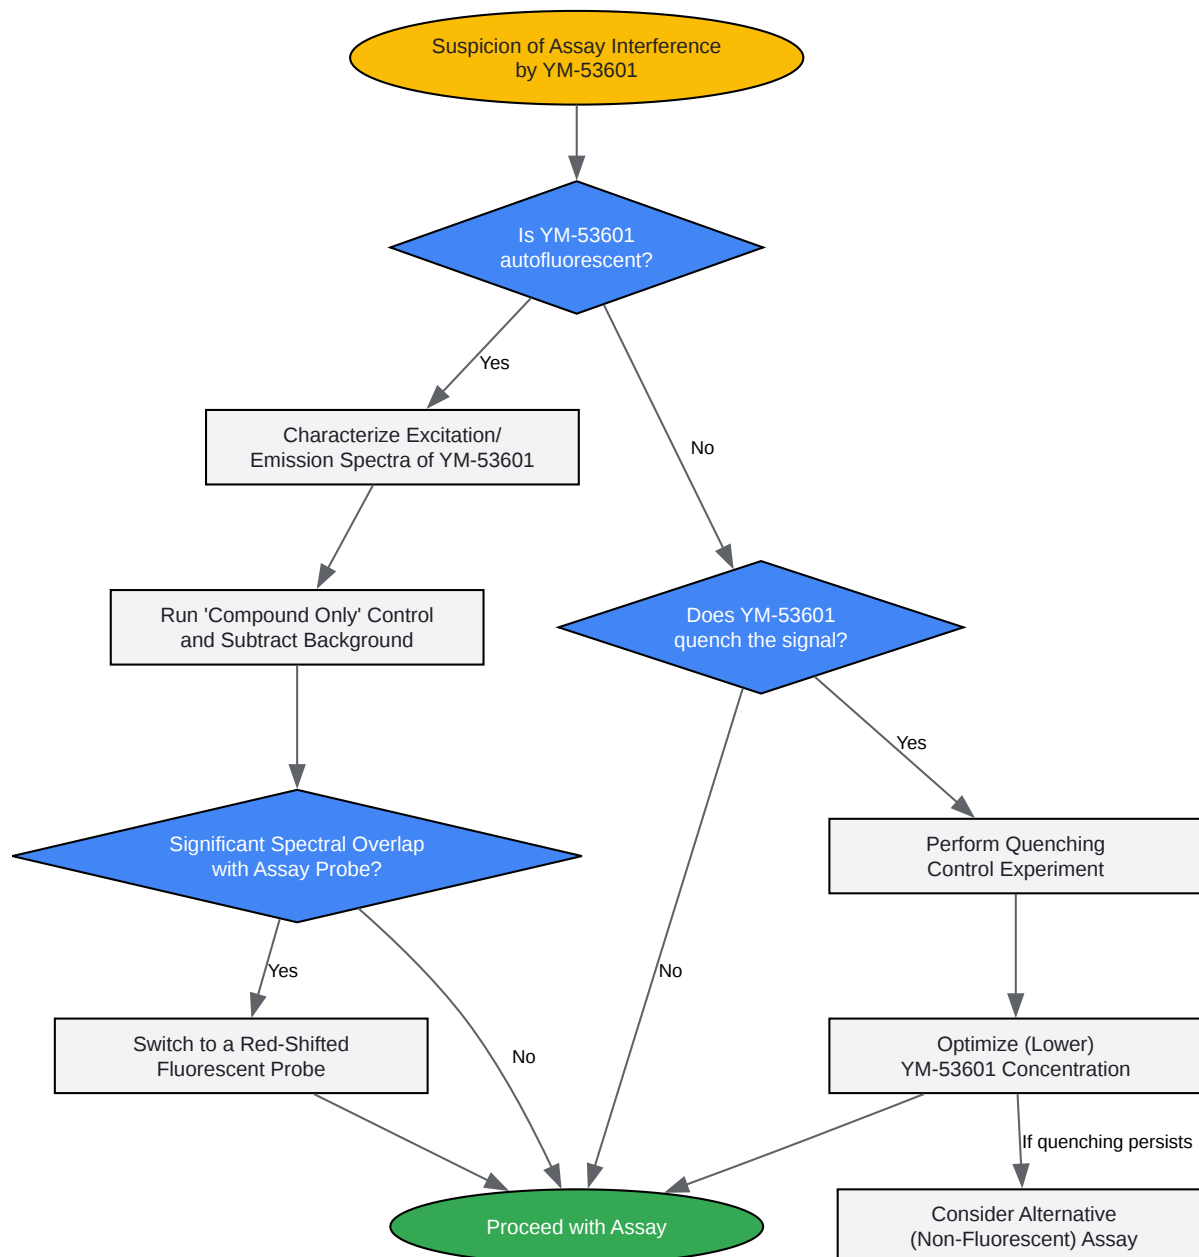 Suspicion of Assay Interference
by YM-53601
Is YM-53601
autofluorescent?
Yes
No
Characterize Excitation/
Emission Spectra of YM-53601
Run 'Compound Only' Control
and Subtract Background
Does YM-53601
quench the signal?
Yes
No
Significant Spectral Overlap
with Assay Probe?
Yes
No
Perform Quenching
Control Experiment
Switch to a Red-Shifted
Fluorescent Probe
Optimize (Lower)
YM-53601 Concentration
If quenching persists
Proceed with Assay
Consider Alternative
(Non-Fluorescent) Assay